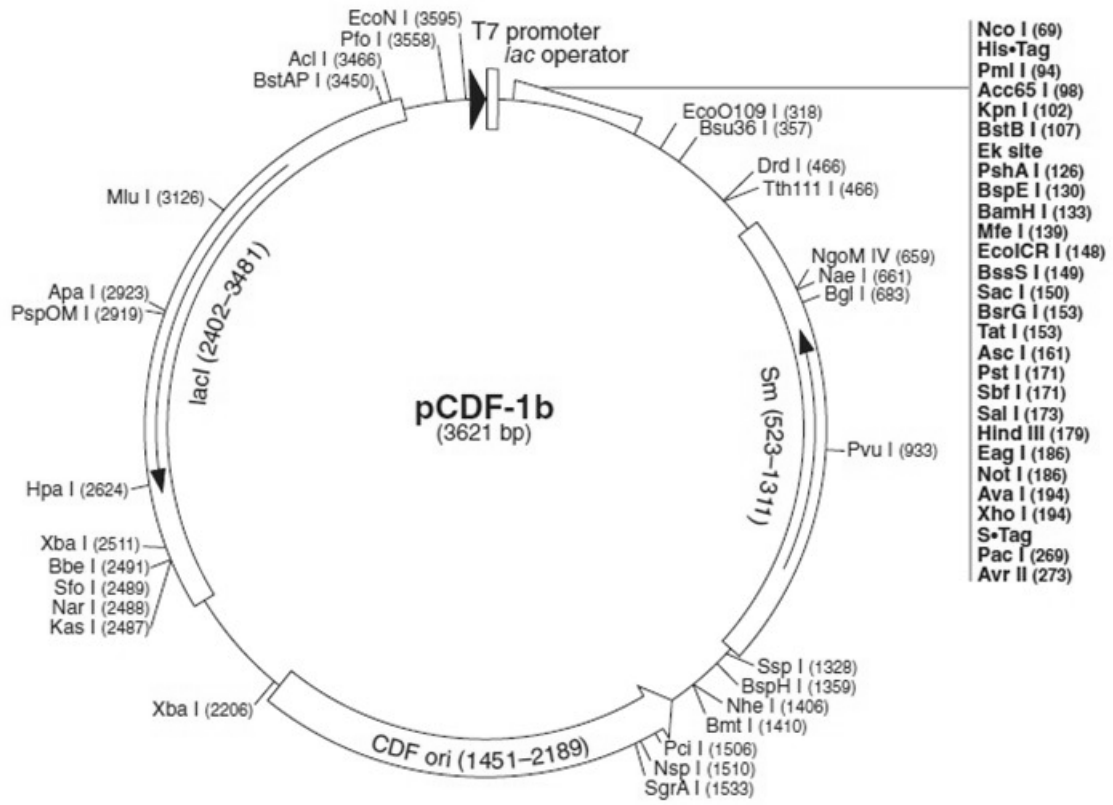 EcoN I (3595)
Pfo I (3558)
AcI I (3466)
BstAP I (3450)
T7 promoter
lac operator
EcoO109 I (318)
Bsu36 I (357)
Drd I (466)
Tth111 I (466)
NgoM IV (659)
Nae I (661)
Bgl I (683)
Sm (523–1311)
Pvu I (933)
Ssp I (1328)
BspH I (1359)
Nhe I (1406)
Bmt I (1410)
Pci I (1506)
Nsp I (1510)
SgrA I (1533)
CDF ori (1451–2189)
Xba I (2206)
Kas I (2487)
Nar I (2488)
Sfo I (2489)
Bbe I (2491)
Xba I (2511)
Hpa I (2624)
PspOM I (2919)
Apa I (2923)
Mlu I (3126)
lacI (2402–3481)
pCDF-1b
(3621 bp)
Nco I (69)
His•Tag
Pml I (94)
Acc65 I (98)
Kpn I (102)
BstB I (107)
Ek site
PshA I (126)
BspE I (130)
BamH I (133)
Mfe I (139)
EcoICR I (148)
BssS I (149)
Sac I (150)
BsrG I (153)
Tat I (153)
Asc I (161)
Pst I (171)
Sbf I (171)
Sal I (173)
Hind III (179)
Eag I (186)
Not I (186)
Ava I (194)
Xho I (194)
S•Tag
Pac I (269)
Avr II (273)